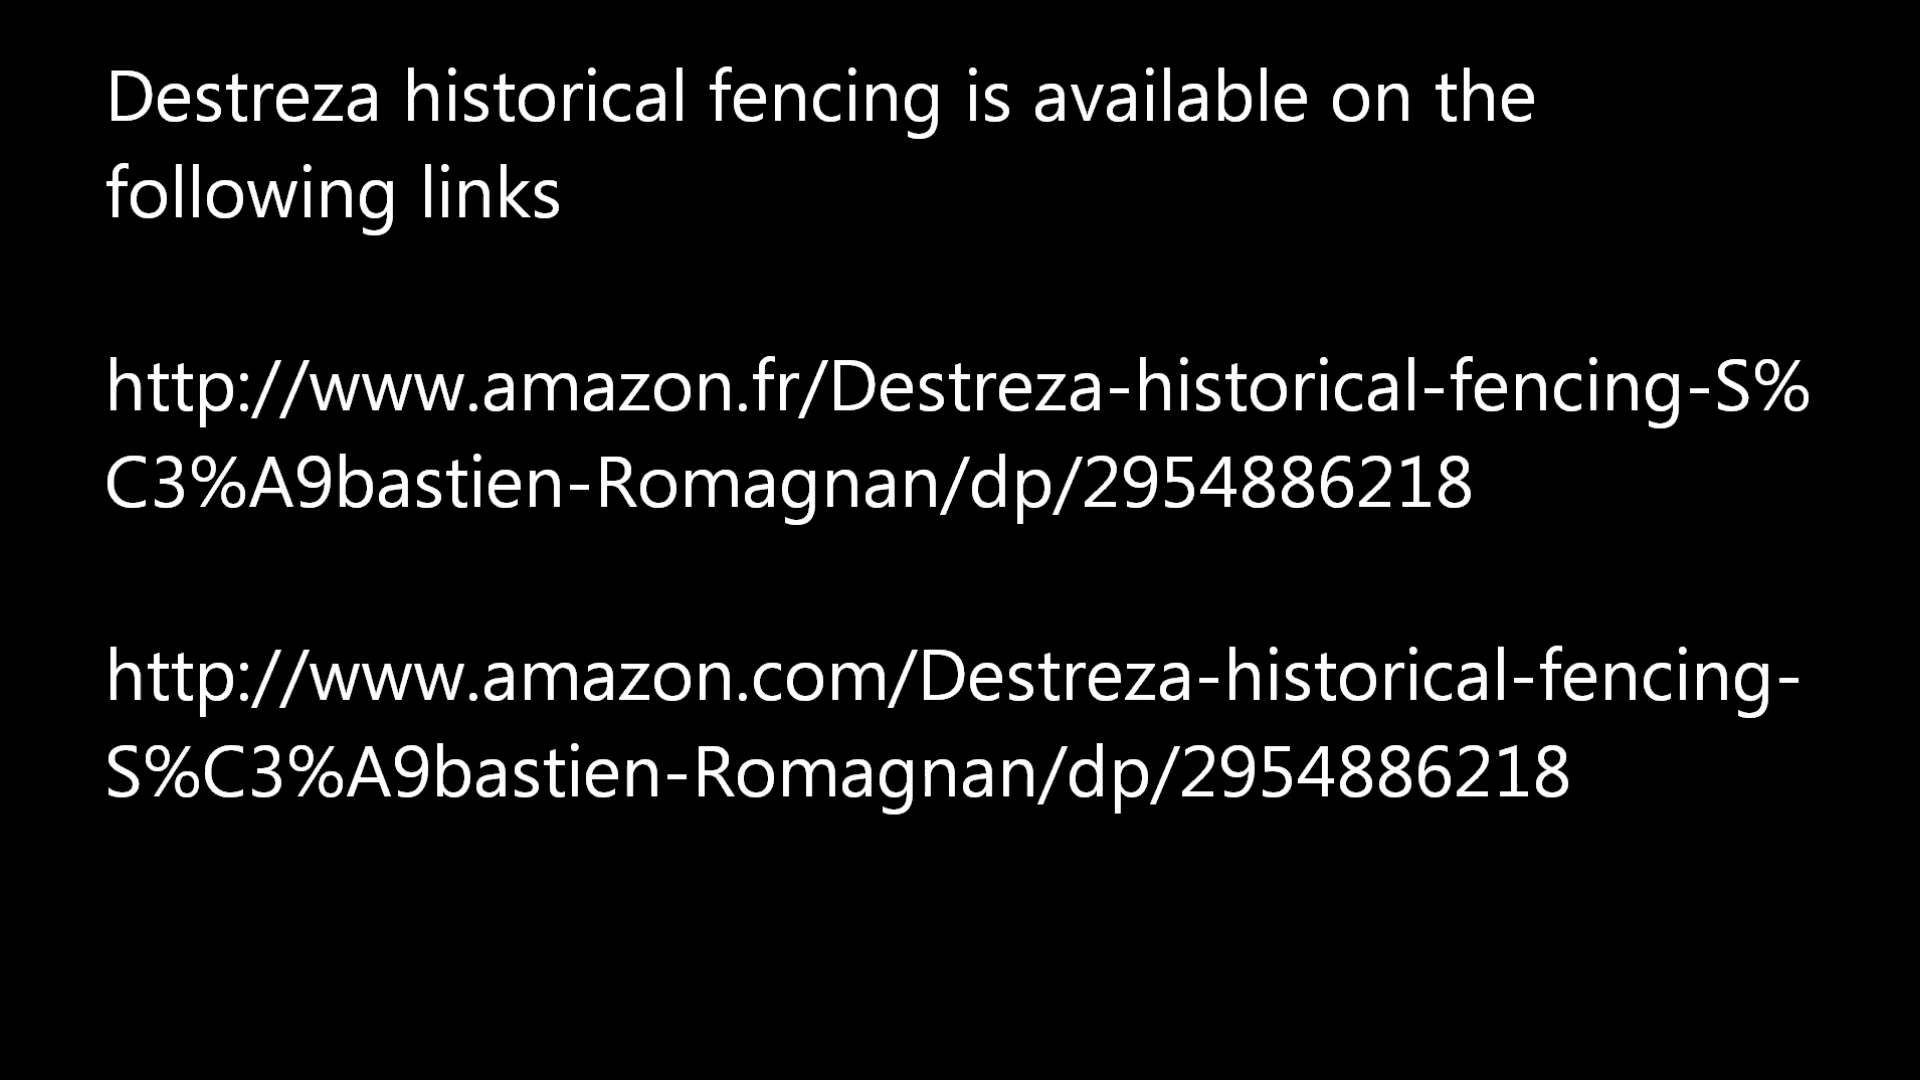 Destreza historical fencing is available on the
following links
http://www.amazon.fr/Destreza-historical-fencing-S%
C3%A9bastien-Romagnan/dp/2954886218
http://www.amazon.com/Destreza-historical-fencing-
S%C3%A9bastien-Romagnan/dp/2954886218